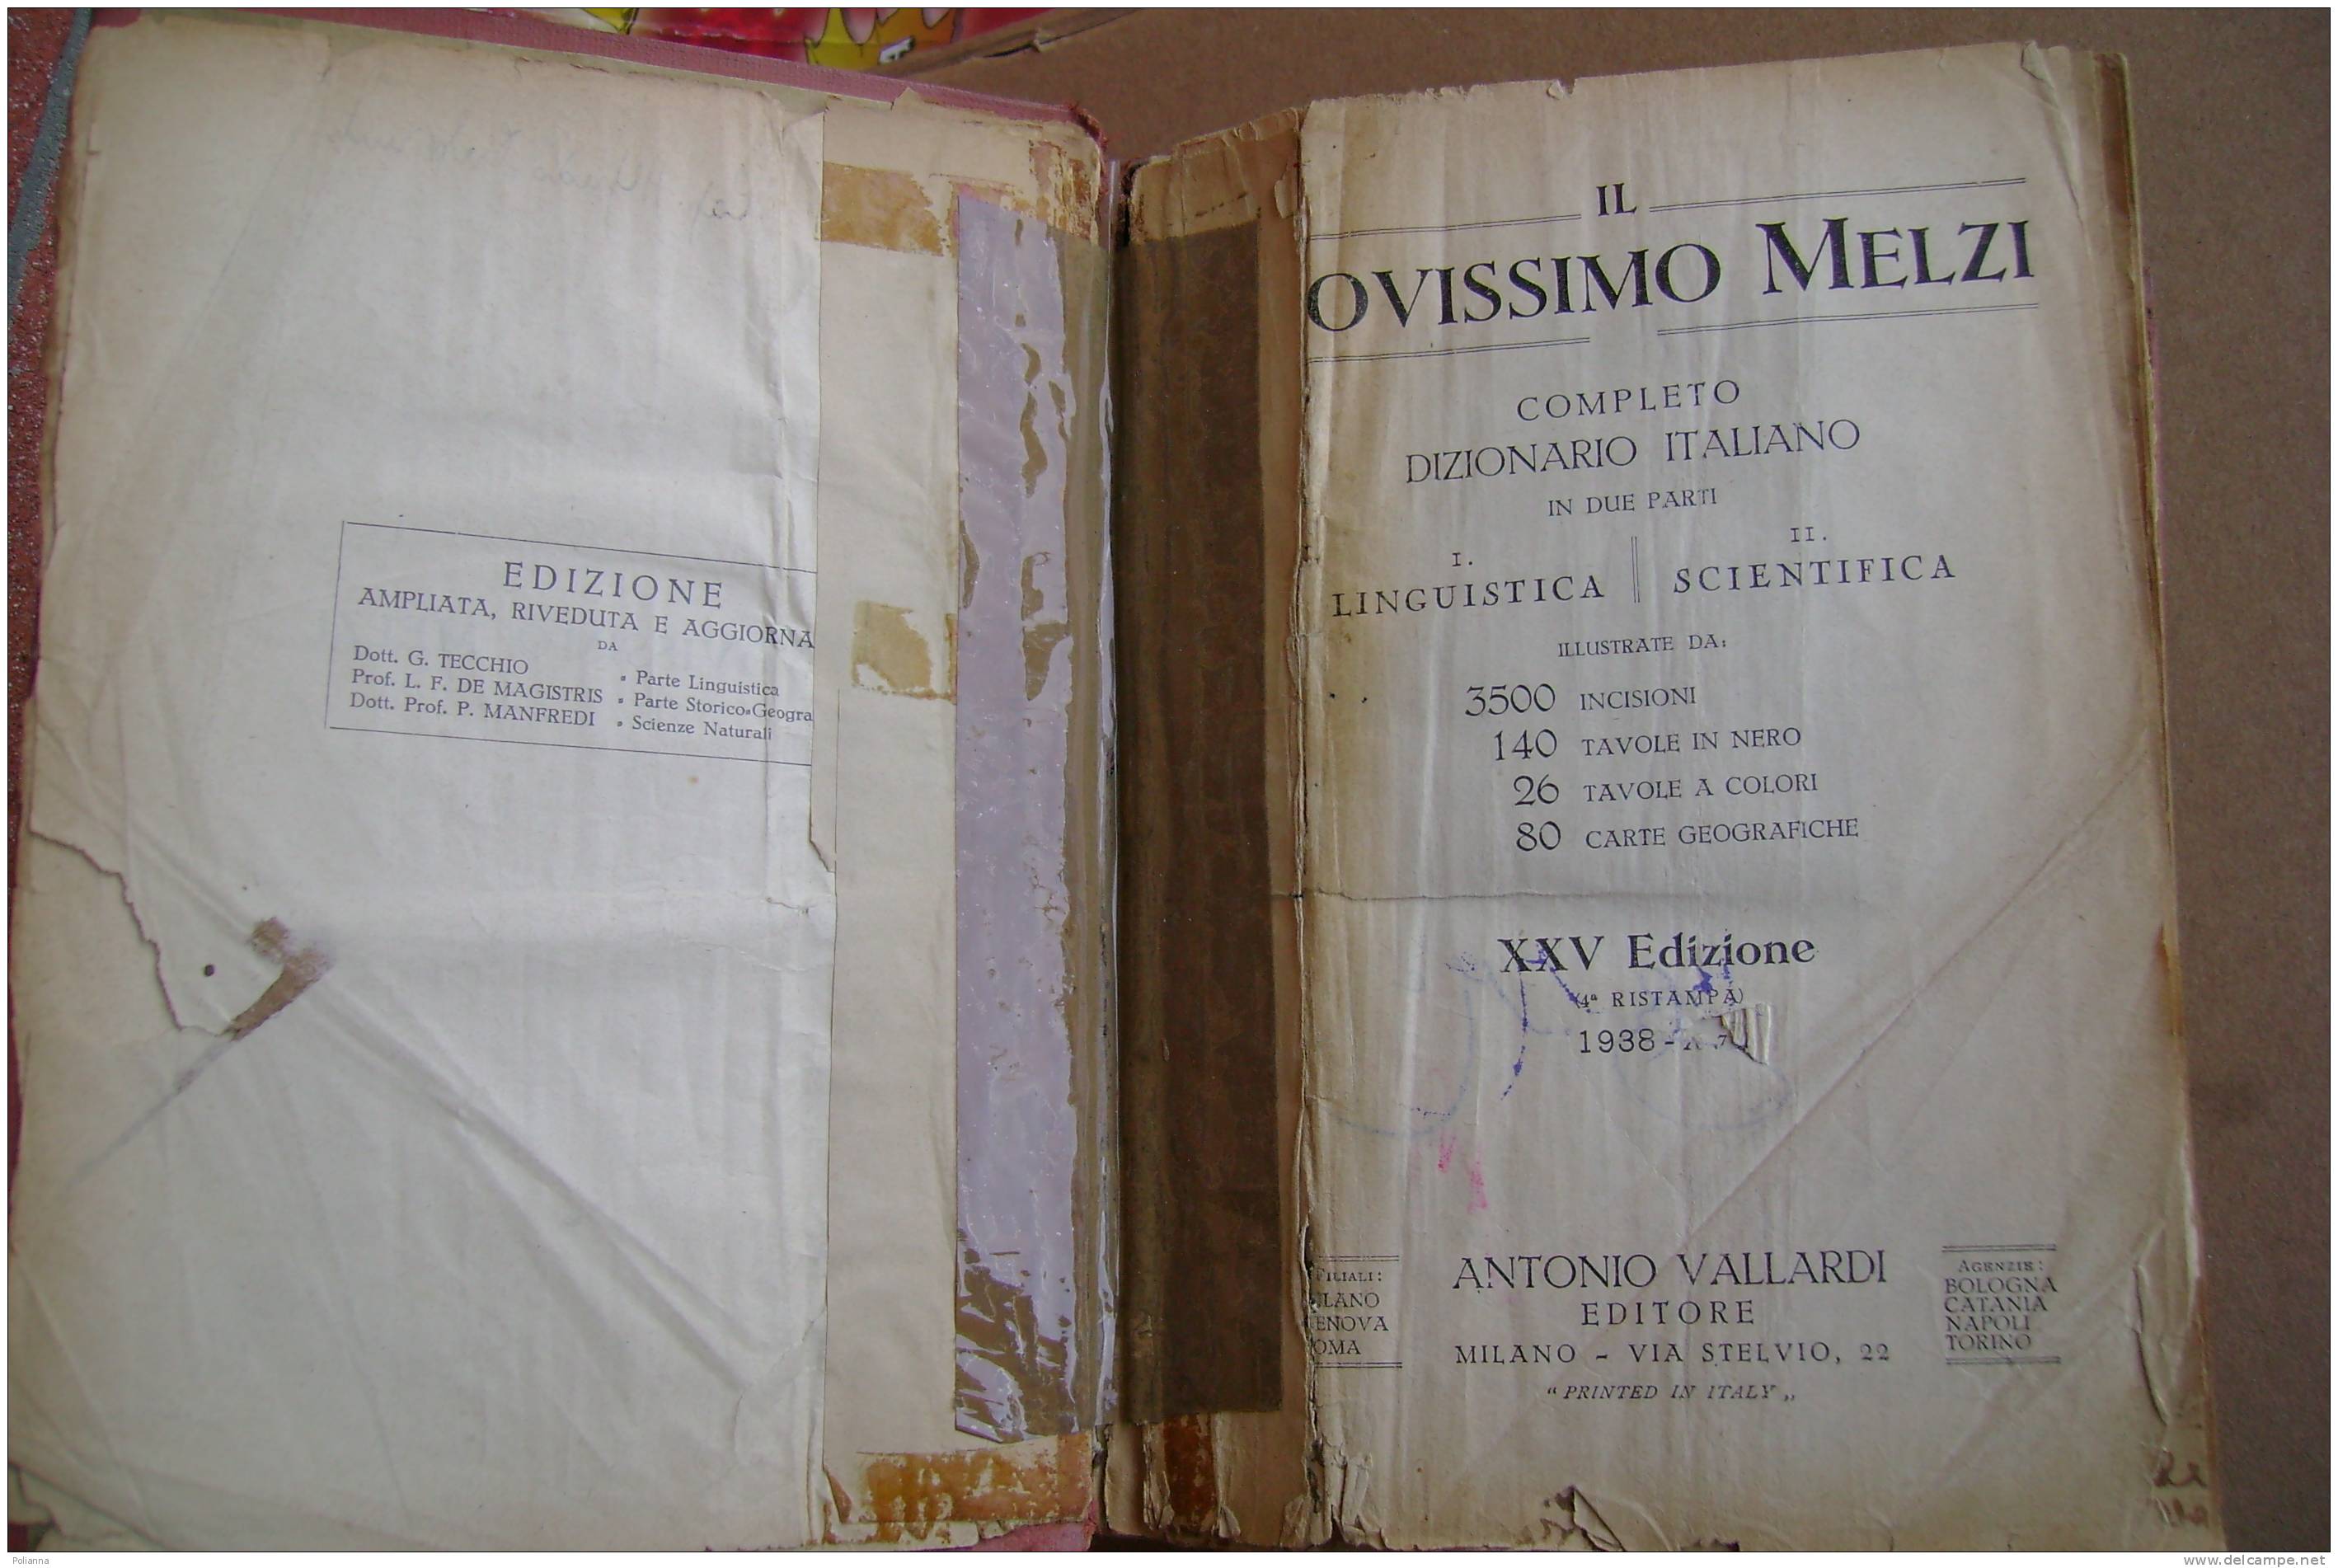 EDIZIONE
AMPLIATA, RIVEDUTA E AGGIORNA
DA
Dott. G. TECCHIO - Parte Linguistica
Prof. L. F. DE MAGISTRIS - Parte Storico-Geogra
Dott. Prof. P. MANFREDI - Scienze Naturali
IL
OVISSIMO MELZI
COMPLETO
DIZIONARIO ITALIANO
IN DUE PARTI
I. II.
LINGUISTICA SCIENTIFICA
ILLUSTRATE DA:
3500 INCISIONI
140 TAVOLE IN NERO
26 TAVOLE A COLORI
80 CARTE GEOGRAFICHE
XXV Edizione
(4ª RISTAMPA)
1938 -
FILIALI:
LANO
ENOVA
OMA
ANTONIO VALLARDI
EDITORE
MILANO - VIA STELVIO, 22
"PRINTED IN ITALY„
AGENZIE:
BOLOGNA
CATANIA
NAPOLI
TORINO
Polianna
www.delcampe.net